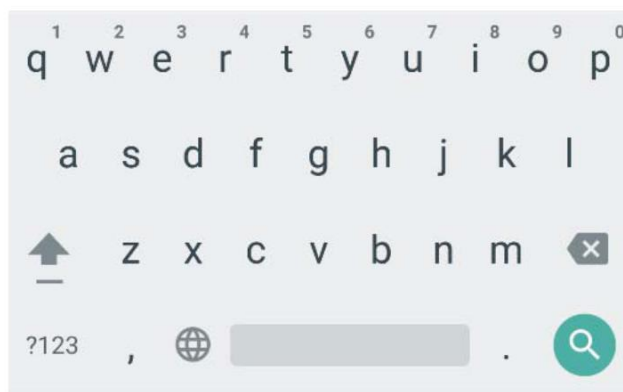 1 2 3 4 5 6 7 8 9 0
q w e r t y u i o p
a s d f g h j k l
z x c v b n m
?123 , .